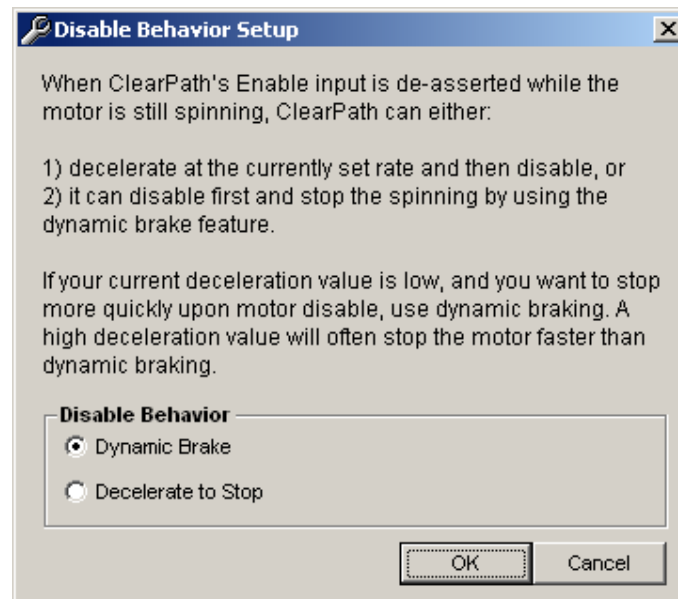 Disable Behavior Setup
When ClearPath's Enable input is de-asserted while the
motor is still spinning, ClearPath can either:
1) decelerate at the currently set rate and then disable, or
2) it can disable first and stop the spinning by using the
dynamic brake feature.
If your current deceleration value is low, and you want to stop
more quickly upon motor disable, use dynamic braking. A
high deceleration value will often stop the motor faster than
dynamic braking.
Disable Behavior
Dynamic Brake
Decelerate to Stop
OK
Cancel